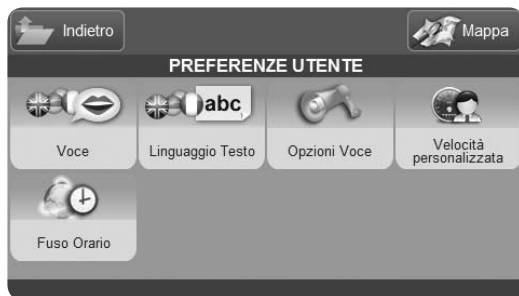 Indietro
Mappa
PREFERENZE UTENTE
abc
Voce
Linguaggio Testo
Opzioni Voce
Velocità
personalizzata
Fuso Orario